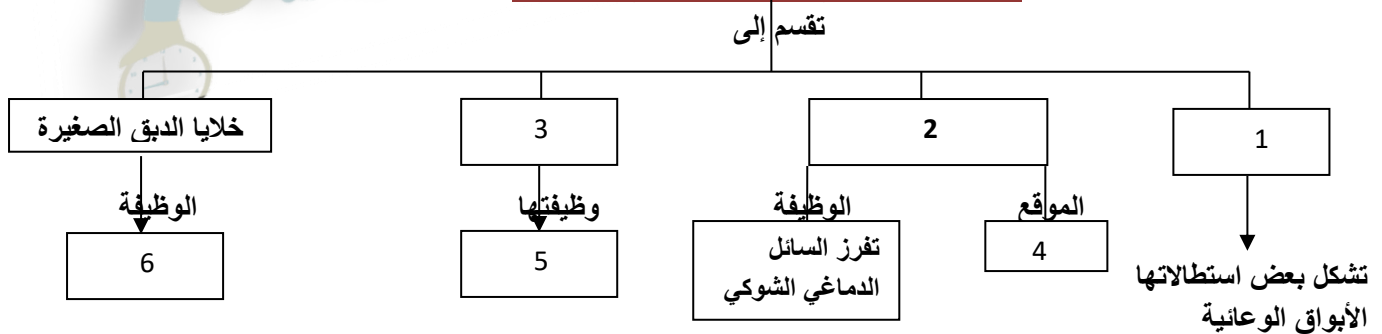 تقسم إلى
1
2
3
خلايا الدبق الصغيرة
الموقع
الوظيفة
وظيفتها
الوظيفة
تشكل بعض استطالاتها
الأبواق الوعائية
4
تفرز السائل
الدماغي الشوكي
5
6